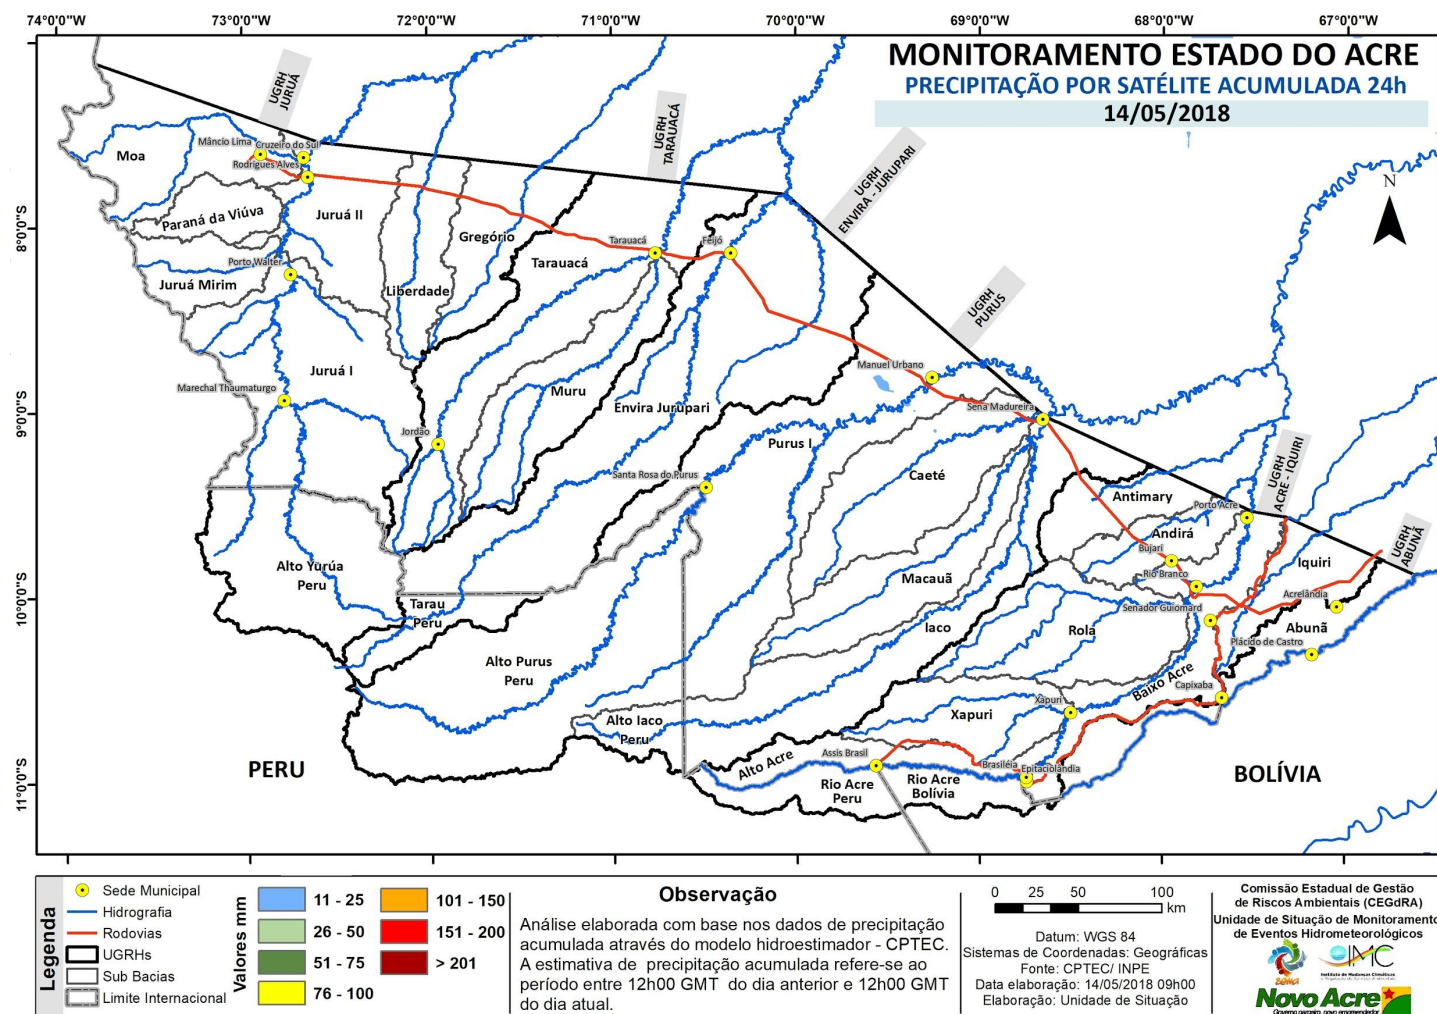 74°0'0"W 73°0'0"W 72°0'0"W 71°0'0"W 70°0'0"W 69°0'0"W 68°0'0"W 67°0'0"W
MONITORAMENTO ESTADO DO ACRE
PRECIPITAÇÃO POR SATÉLITE ACUMULADA 24h
14/05/2018
UGRH
JURUÁ
UGRH
TARAUACÁ
UGRH
ENVIRA - JURUPARI
UGRH
PURUS
UGRH
ACRE - IQUIRI
UGRH
ABUNÃ
N
8°0'0"S
9°0'0"S
10°0'0"S
11°0'0"S
Mâncio Lima
Cruzeiro do Sul
Rodrigues Alves
Moa
Paraná da Viúva
Juruá II
Porto Walter
Juruá Mirim
Liberdade
Gregório
Tarauacá
Tarauacá
Feijó
Juruá I
Marechal Thaumaturgo
Jordão
Muru
Envira Jurupari
Manuel Urbano
Sena Madureira
Purus I
Santa Rosa do Purus
Caeté
Antimary
Porto Acre
Andirá
Bujari
Rio Branco
Iquiri
Acrelândia
Senador Guiomard
Abunã
Plácido de Castro
Macauã
Iaco
Rola
Baixo Acre
Capixaba
Alto Yurúa
Peru
Tarau
Peru
Alto Purus
Peru
Alto Iaco
Peru
Xapuri
Xapuri
Alto Acre
Assis Brasil
Brasiléia
Epitaciolândia
Rio Acre
Peru
Rio Acre
Bolívia
PERU
BOLÍVIA
Legenda
Sede Municipal
Hidrografia
Rodovias
UGRHs
Sub Bacias
Limite Internacional
Valores mm
11 - 25
26 - 50
51 - 75
76 - 100
101 - 150
151 - 200
> 201
Observação
Análise elaborada com base nos dados de precipitação
acumulada através do modelo hidroestimador - CPTEC.
A estimativa de precipitação acumulada refere-se ao
período entre 12h00 GMT do dia anterior e 12h00 GMT
do dia atual.
0 25 50 100
km
Datum: WGS 84
Sistemas de Coordenadas: Geográficas
Fonte: CPTEC/ INPE
Data elaboração: 14/05/2018 09h00
Elaboração: Unidade de Situação
Comissão Estadual de Gestão
de Riscos Ambientais (CEGdRA)
Unidade de Situação de Monitoramento
de Eventos Hidrometeorológicos
sema
IMC
Instituto de Mudanças Climáticas
Novo Acre
Governo parceiro, povo empreendedor